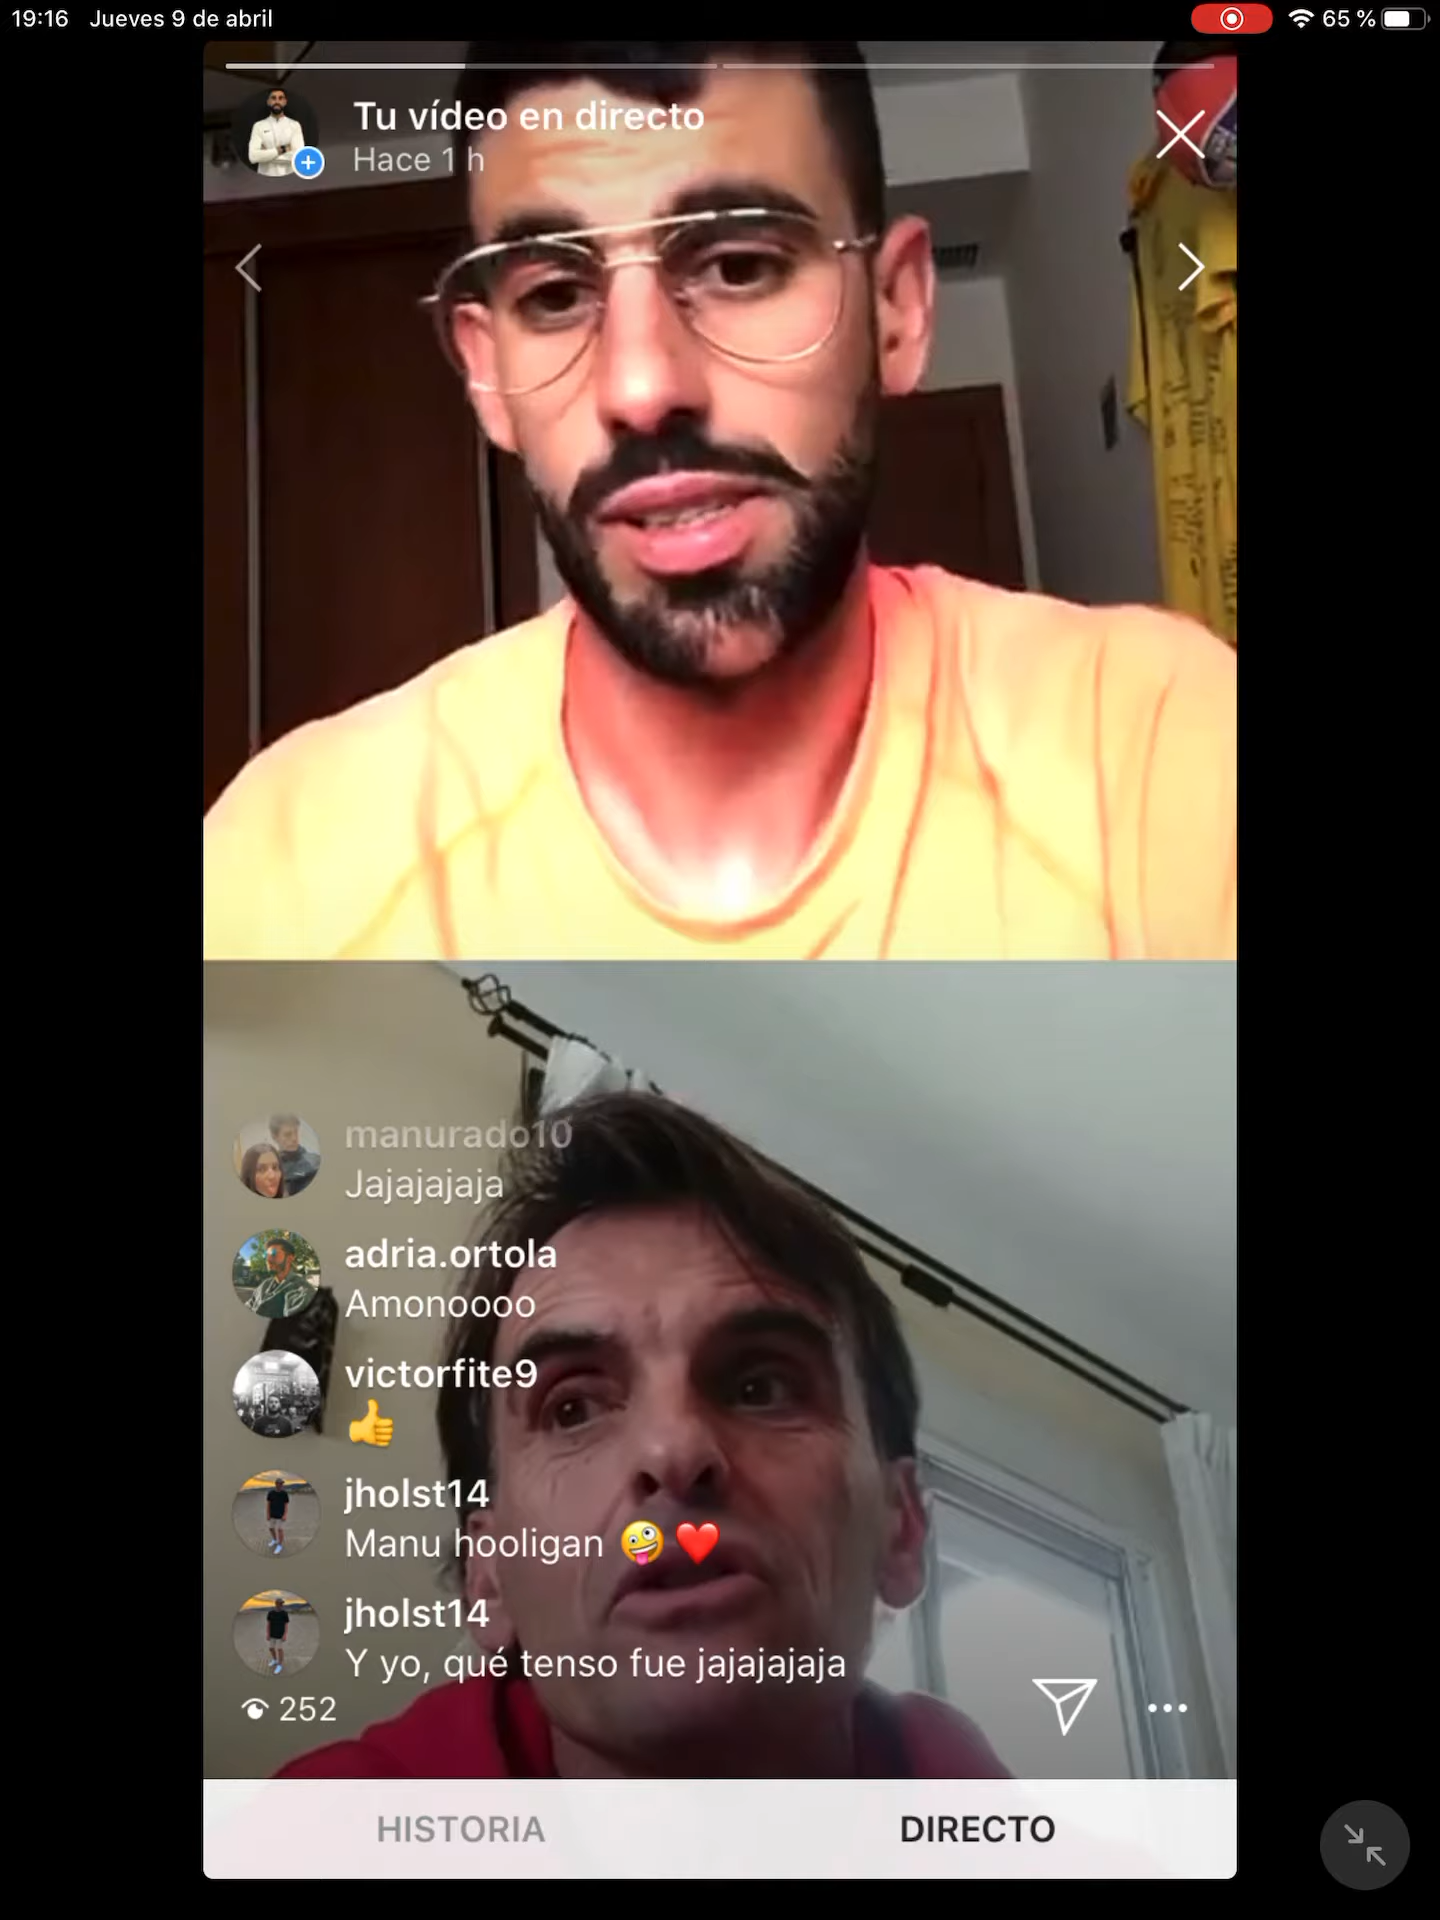 19:16 Jueves 9 de abril
65 %
Tu vídeo en directo
Hace 1 h
manurado10
Jajajajaja
adria.ortola
Amonoooo
victorfite9
👍
jholst14
Manu hooligan 🤪 ❤️
jholst14
Y yo, qué tenso fue jajajajaja
252
HISTORIA
DIRECTO